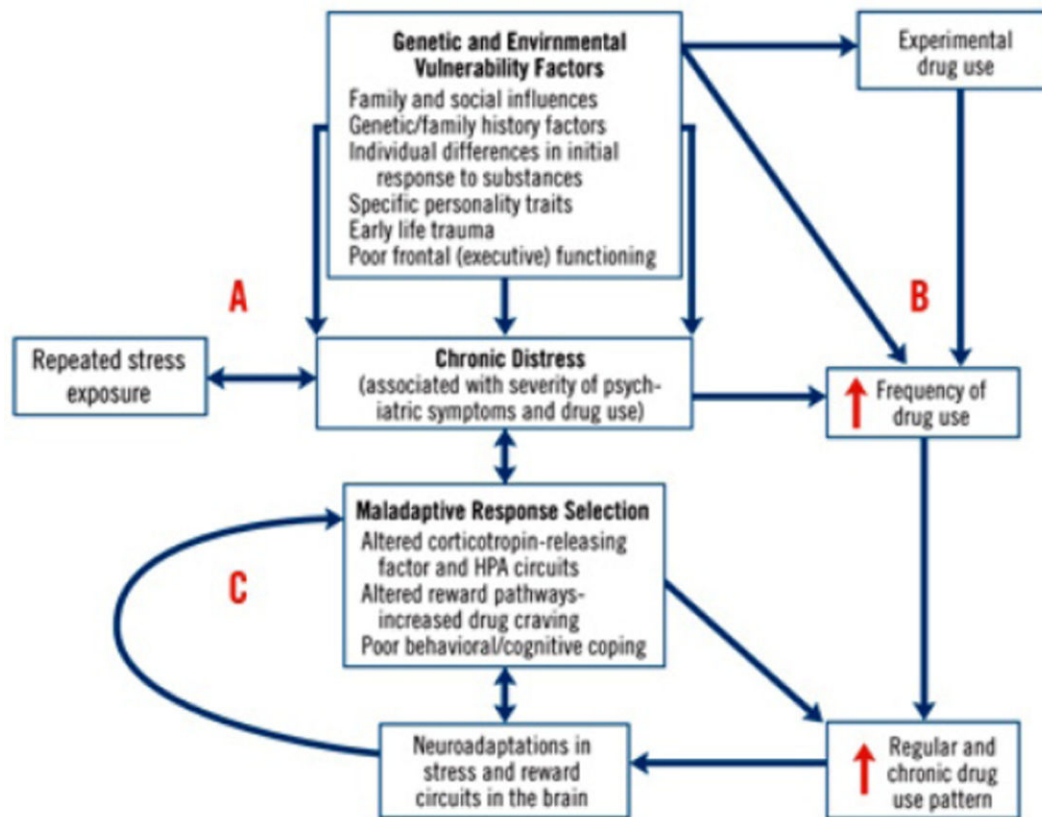 Genetic and Envirnmental
Vulnerability Factors
Family and social influences
Genetic/family history factors
Individual differences in initial
response to substances
Specific personality traits
Early life trauma
Poor frontal (executive) functioning
Experimental
drug use
A
B
Repeated stress
exposure
Chronic Distress
(associated with severity of psych-
iatric symptoms and drug use)
Frequency of
drug use
Maladaptive Response Selection
Altered corticotropin-releasing
factor and HPA circuits
Altered reward pathways-
increased drug craving
Poor behavioral/cognitive coping
C
Neuroadaptations in
stress and reward
circuits in the brain
Regular and
chronic drug
use pattern